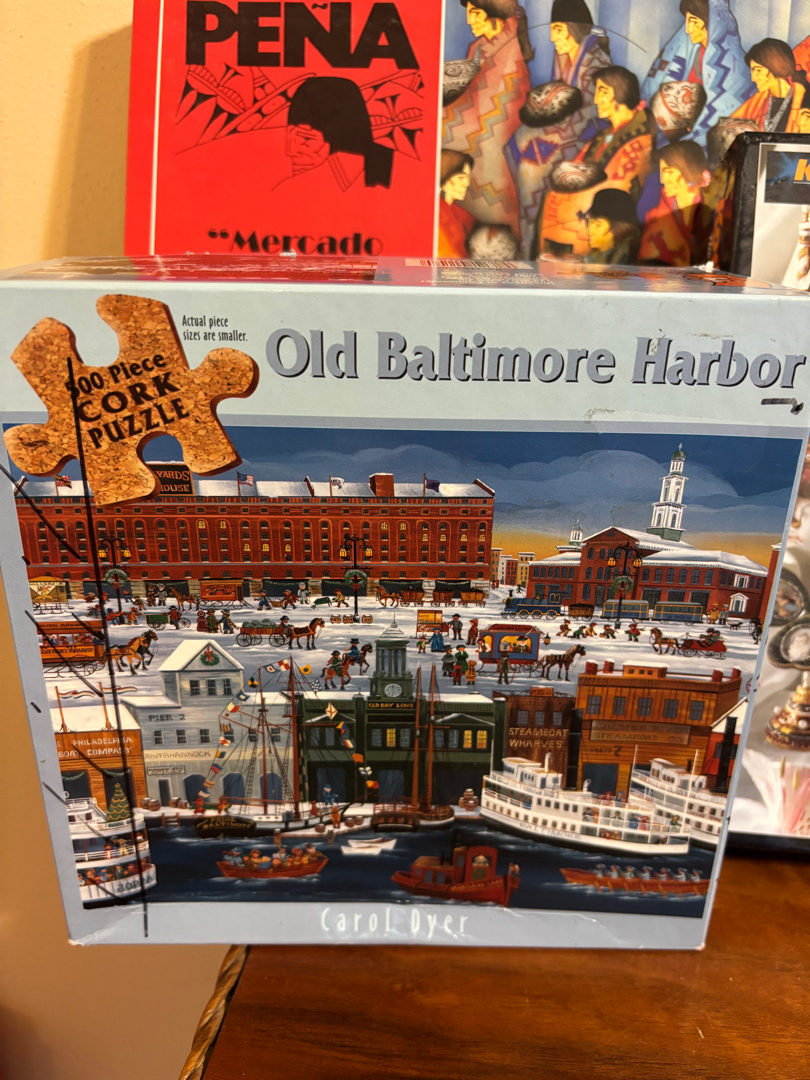 PEÑA
“Mercado
K
Actual piece
sizes are smaller.
Old Baltimore Harbor
500 Piece
CORK
PUZZLE
YARDS
HOUSE
PIER 2
OLD BAY LINE
STEAMBOAT
WHARVES
PHILADELPHIA
COMPANY
Carol Dyer